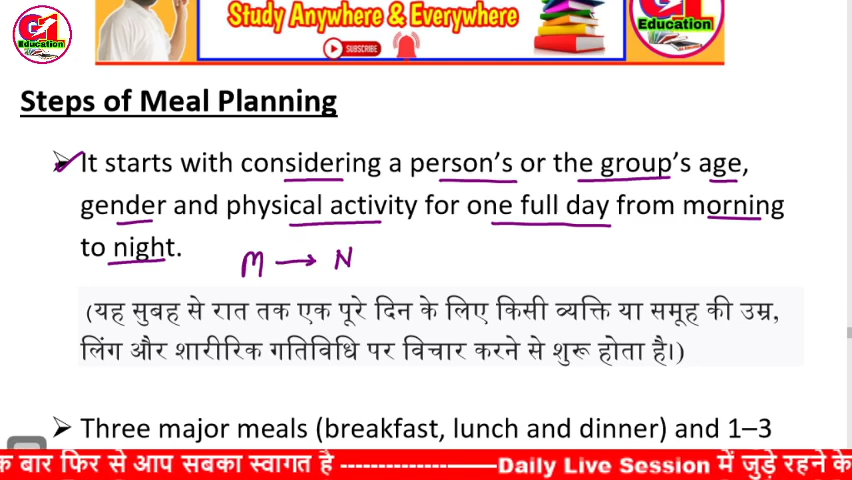 Education
Study Anywhere & Everywhere
SUBSCRIBE
Education
Steps of Meal Planning
➢ It starts with considering a person's or the group's age,
gender and physical activity for one full day from morning
to night.
M → N
(यह सुबह से रात तक एक पूरे दिन के लिए किसी व्यक्ति या समूह की उम्र,
लिंग और शारीरिक गतिविधि पर विचार करने से शुरू होता है।)
➢ Three major meals (breakfast, lunch and dinner) and 1–3
क बार फिर से आप सबका स्वागत है ---------------——Daily Live Session में जुड़े रहने के